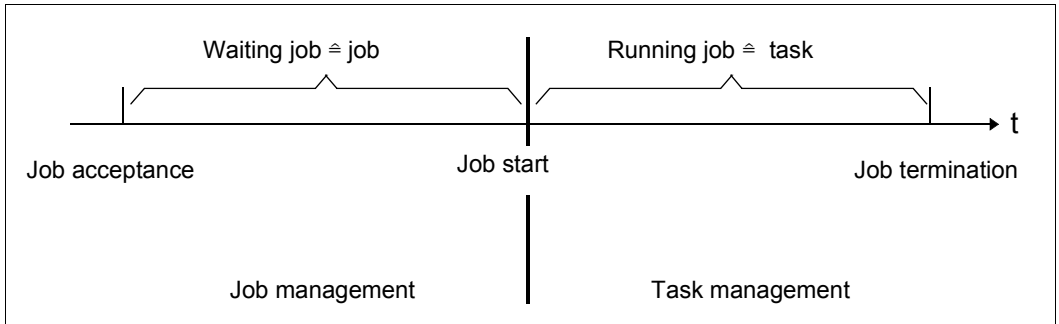 Waiting job ≙ job
Running job ≙ task
t
Job acceptance
Job start
Job termination
Job management
Task management